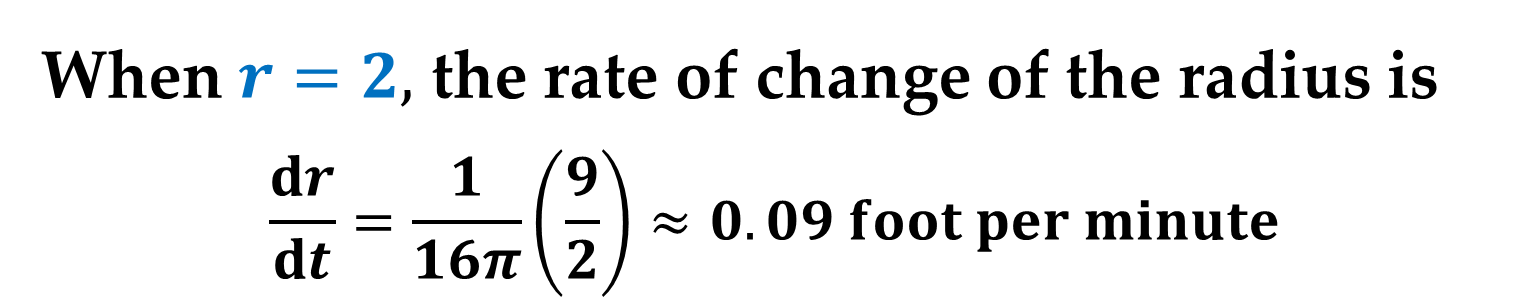 When r = 2, the rate of change of the radius is
dr/dt = 1/16π (9/2) ≈ 0.09 foot per minute